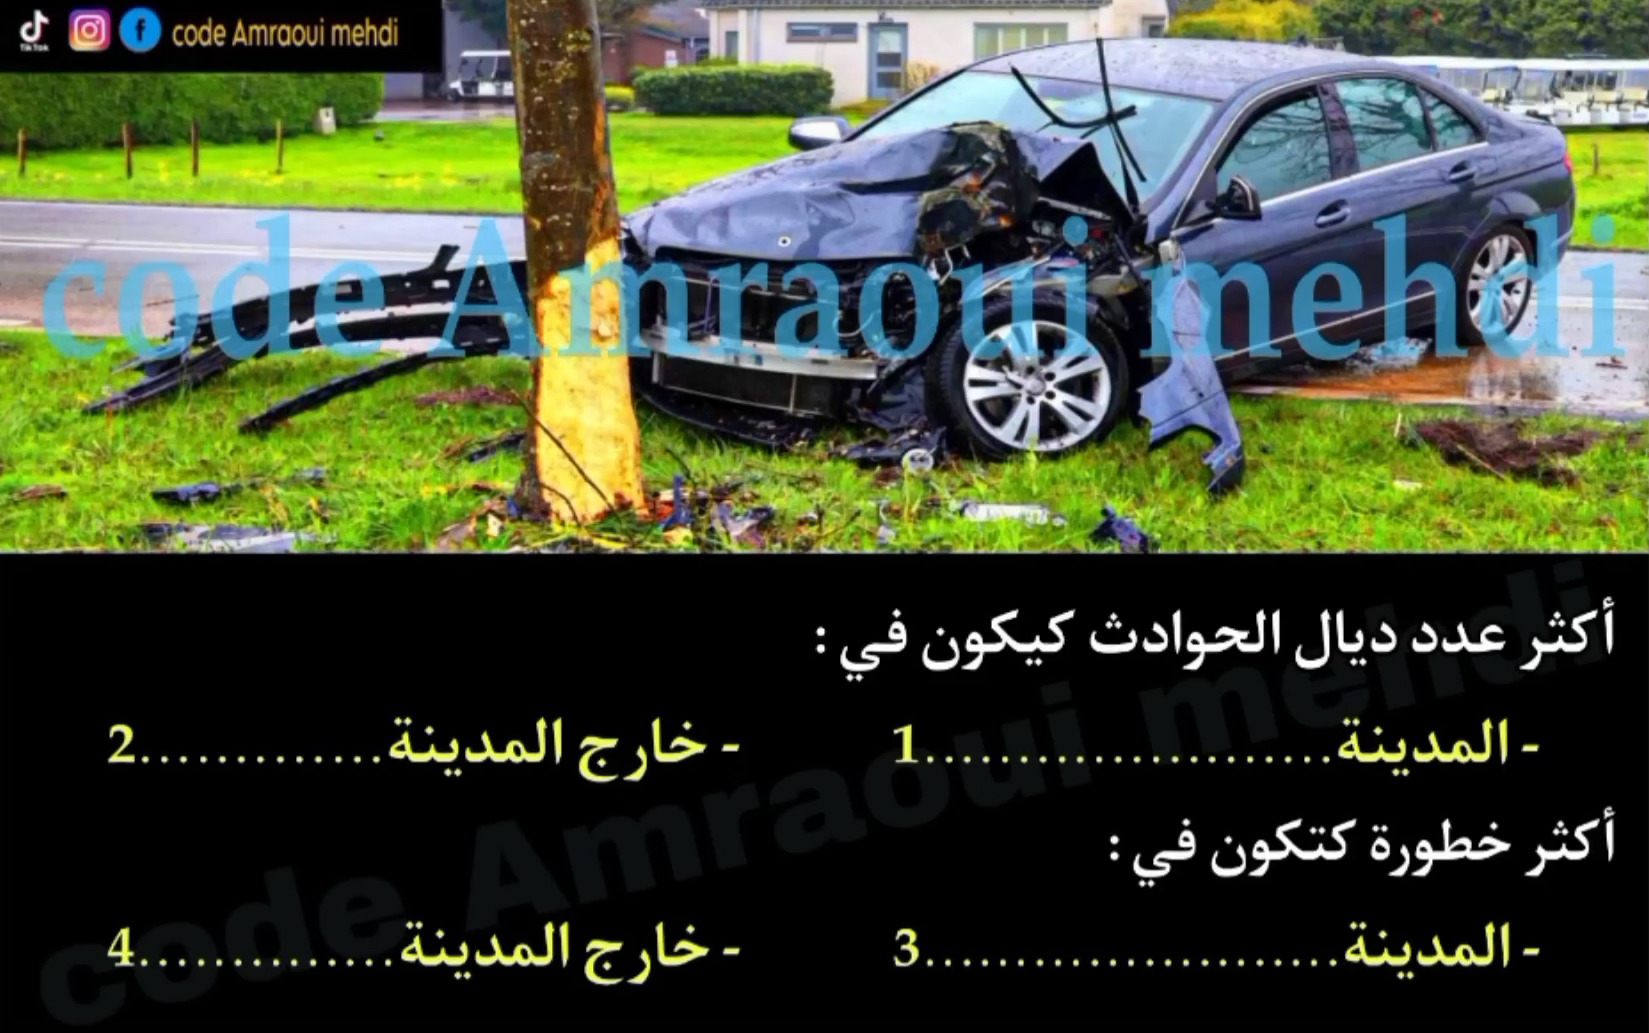 TikTok
code Amraoui mehdi
code Amraoui mehdi
أكثر عدد ديال الحوادث كيكون في :
- المدينة......................1 - خارج المدينة.............2
أكثر خطورة كتكون في :
- المدينة.......................3 - خارج المدينة..............4
code Amraoui mehdi